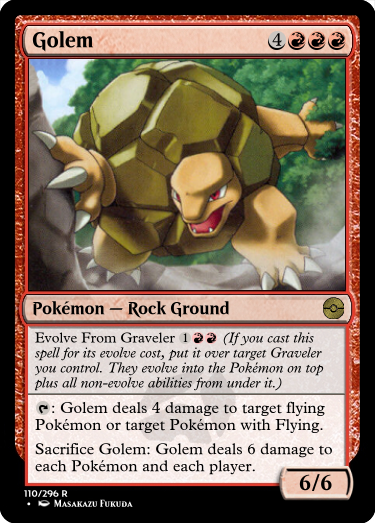 Golem 4
Pokémon — Rock Ground
Evolve From Graveler 1 (If you cast this
spell for its evolve cost, put it over target Graveler
you control. They evolve into the Pokémon on top
plus all non-evolve abilities from under it.)
: Golem deals 4 damage to target flying
Pokémon or target Pokémon with Flying.
Sacrifice Golem: Golem deals 6 damage to
each Pokémon and each player.
6/6
110/296 R
• Masakazu Fukuda